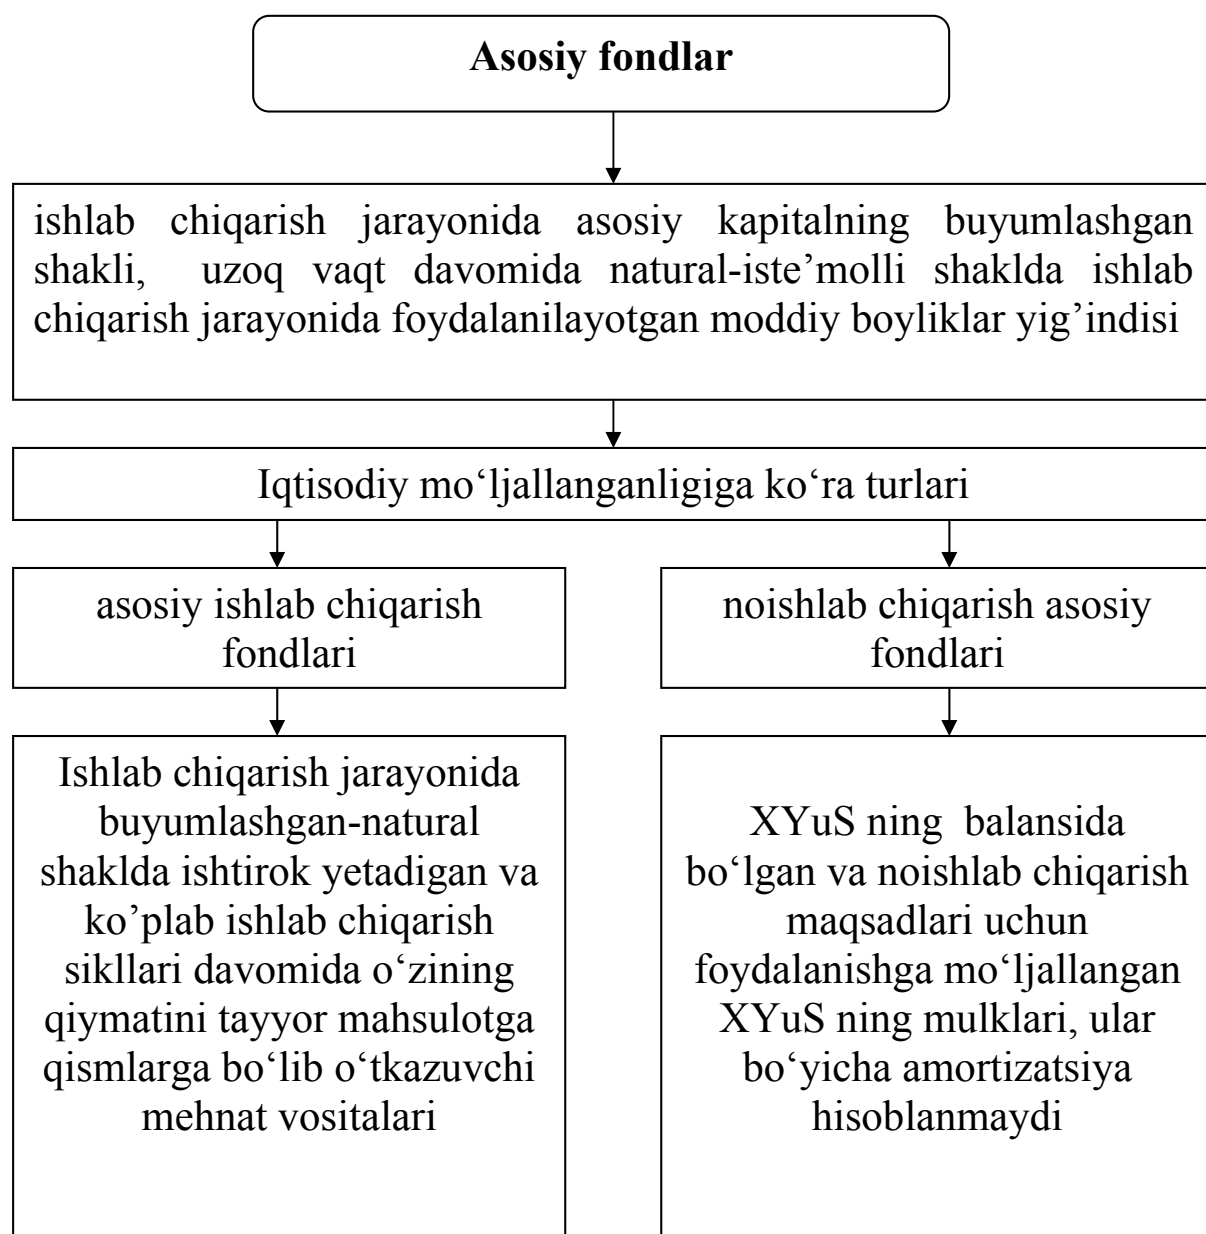 Asosiy fondlar
ishlab chiqarish jarayonida asosiy kapitalning buyumlashgan
shakli, uzoq vaqt davomida natural-iste’molli shaklda ishlab
chiqarish jarayonida foydalanilayotgan moddiy boyliklar yig’indisi
Iqtisodiy mo‘ljallanganligiga ko‘ra turlari
asosiy ishlab chiqarish
fondlari
noishlab chiqarish asosiy
fondlari
Ishlab chiqarish jarayonida
buyumlashgan-natural
shaklda ishtirok yetadigan va
ko’plab ishlab chiqarish
sikllari davomida o‘zining
qiymatini tayyor mahsulotga
qismlarga bo‘lib o‘tkazuvchi
mehnat vositalari
XYuS ning balansida
bo‘lgan va noishlab chiqarish
maqsadlari uchun
foydalanishga mo‘ljallangan
XYuS ning mulklari, ular
bo‘yicha amortizatsiya
hisoblanmaydi